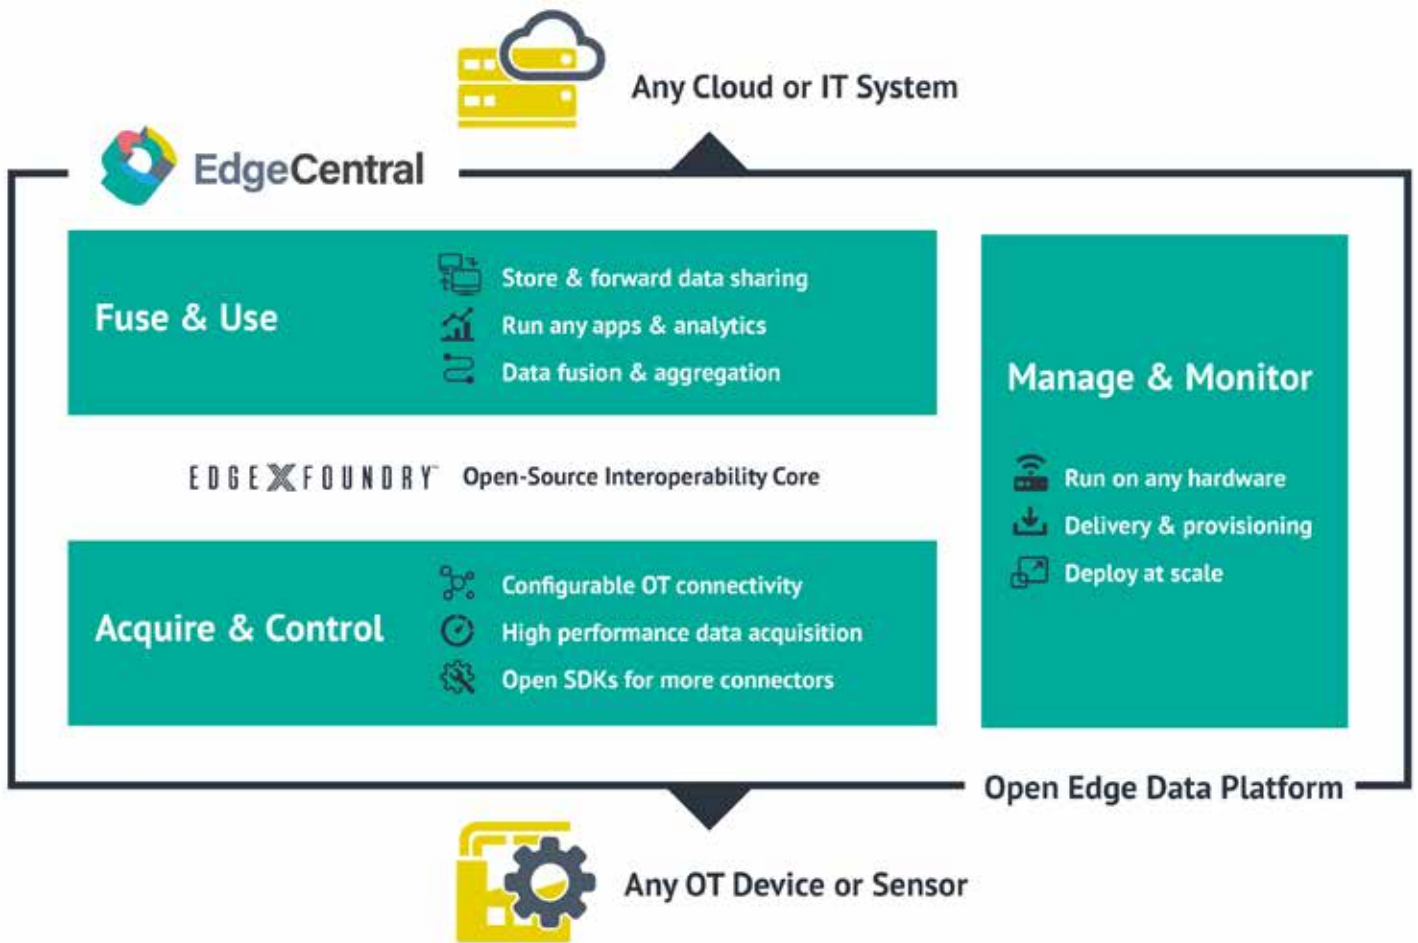 Any Cloud or IT System
EdgeCentral
Fuse & Use
Store & forward data sharing
Run any apps & analytics
Data fusion & aggregation
EDGEXFOUNDRY™ Open-Source Interoperability Core
Acquire & Control
Configurable OT connectivity
High performance data acquisition
Open SDKs for more connectors
Manage & Monitor
Run on any hardware
Delivery & provisioning
Deploy at scale
Open Edge Data Platform
Any OT Device or Sensor